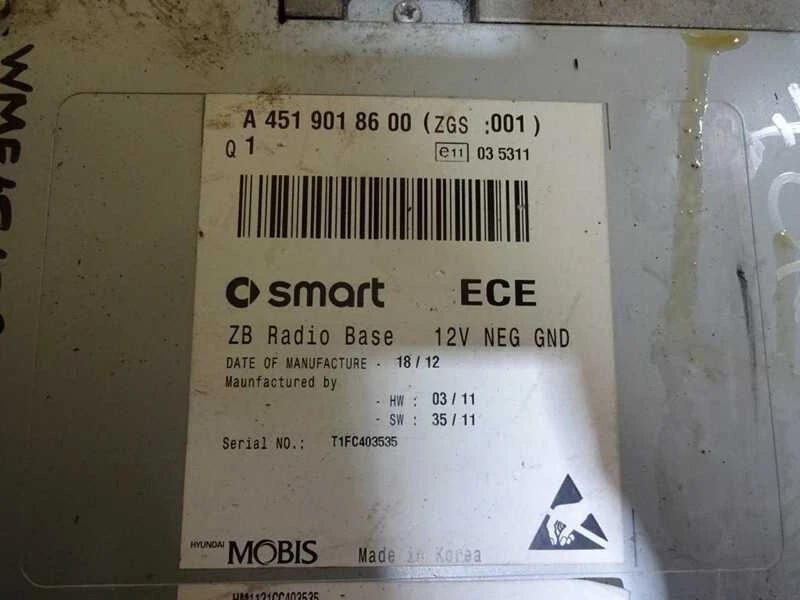 A 451 901 86 00 (ZGS :001)
Q 1
e11 03 5311
smart ECE
ZB Radio Base 12V NEG GND
DATE OF MANUFACTURE - 18 / 12
Maunfactured by
- HW : 03 / 11
- SW : 35 / 11
Serial NO.: T1FC403535
HYUNDAI MOBIS Made in Korea
HM1121CC403535